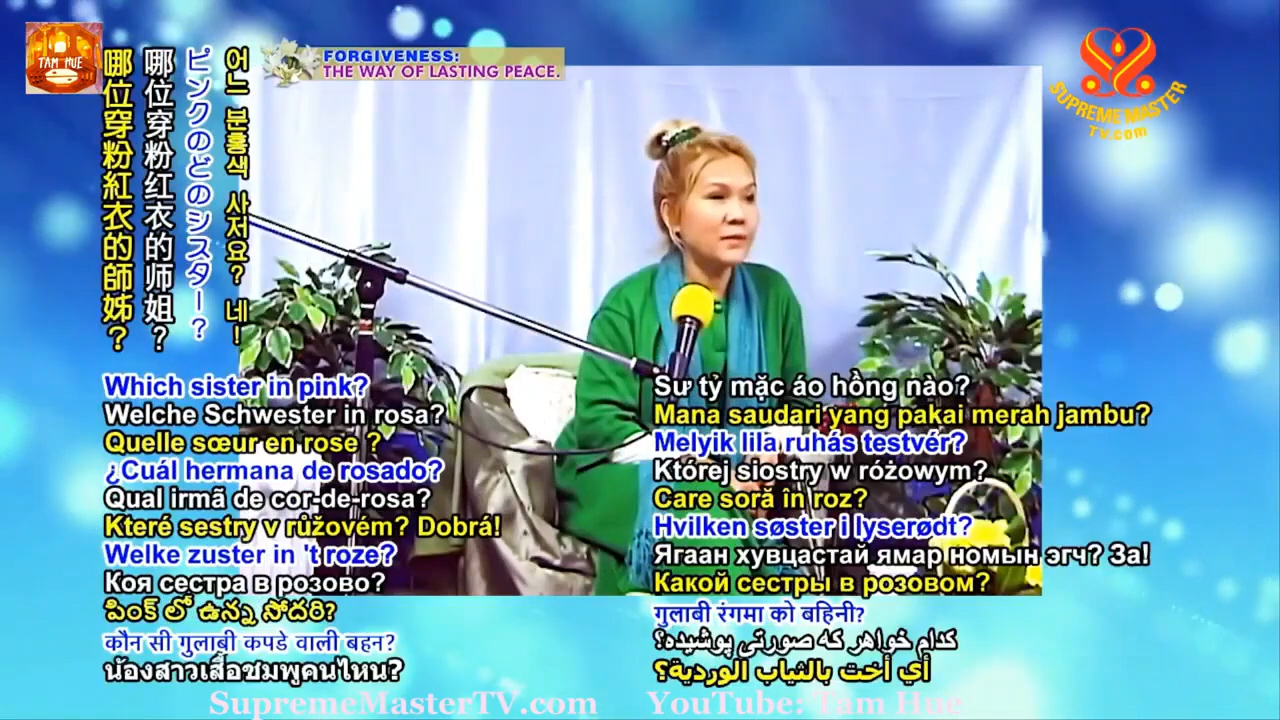 TAM HUE
FORGIVENESS:
THE WAY OF LASTING PEACE.
SUPREME MASTER
TV.com
어느 분홍색 사저요? 네!
ピンクのどのシスター?
哪位穿粉红衣的师姐?
哪位穿粉紅衣的師姊?
Which sister in pink?
Welche Schwester in rosa?
Quelle sœur en rose ?
¿Cuál hermana de rosado?
Qual irmã de cor-de-rosa?
Které sestry v růžovém? Dobrá!
Welke zuster in 't roze?
Коя сестра в розово?
పింక్ లో ఉన్న సోదరి?
कौन सी गुलाबी कपडे वाली बहन?
น้องสาวเสื้อชมพูคนไหน?
Sư tỷ mặc áo hồng nào?
Mana saudari yang pakai merah jambu?
Melyik lila ruhás testvér?
Której siostry w różowym?
Care soră în roz?
Hvilken søster i lyserødt?
Ягаан хувцастай ямар номын эгч? За!
Какой сестры в розовом?
गुलाबी रंगमा को बहिनी?
کدام خواهر که صورتی پوشیده؟
أي أخت بالثياب الوردية؟
SupremeMasterTV.com
YouTube: Tam Hue